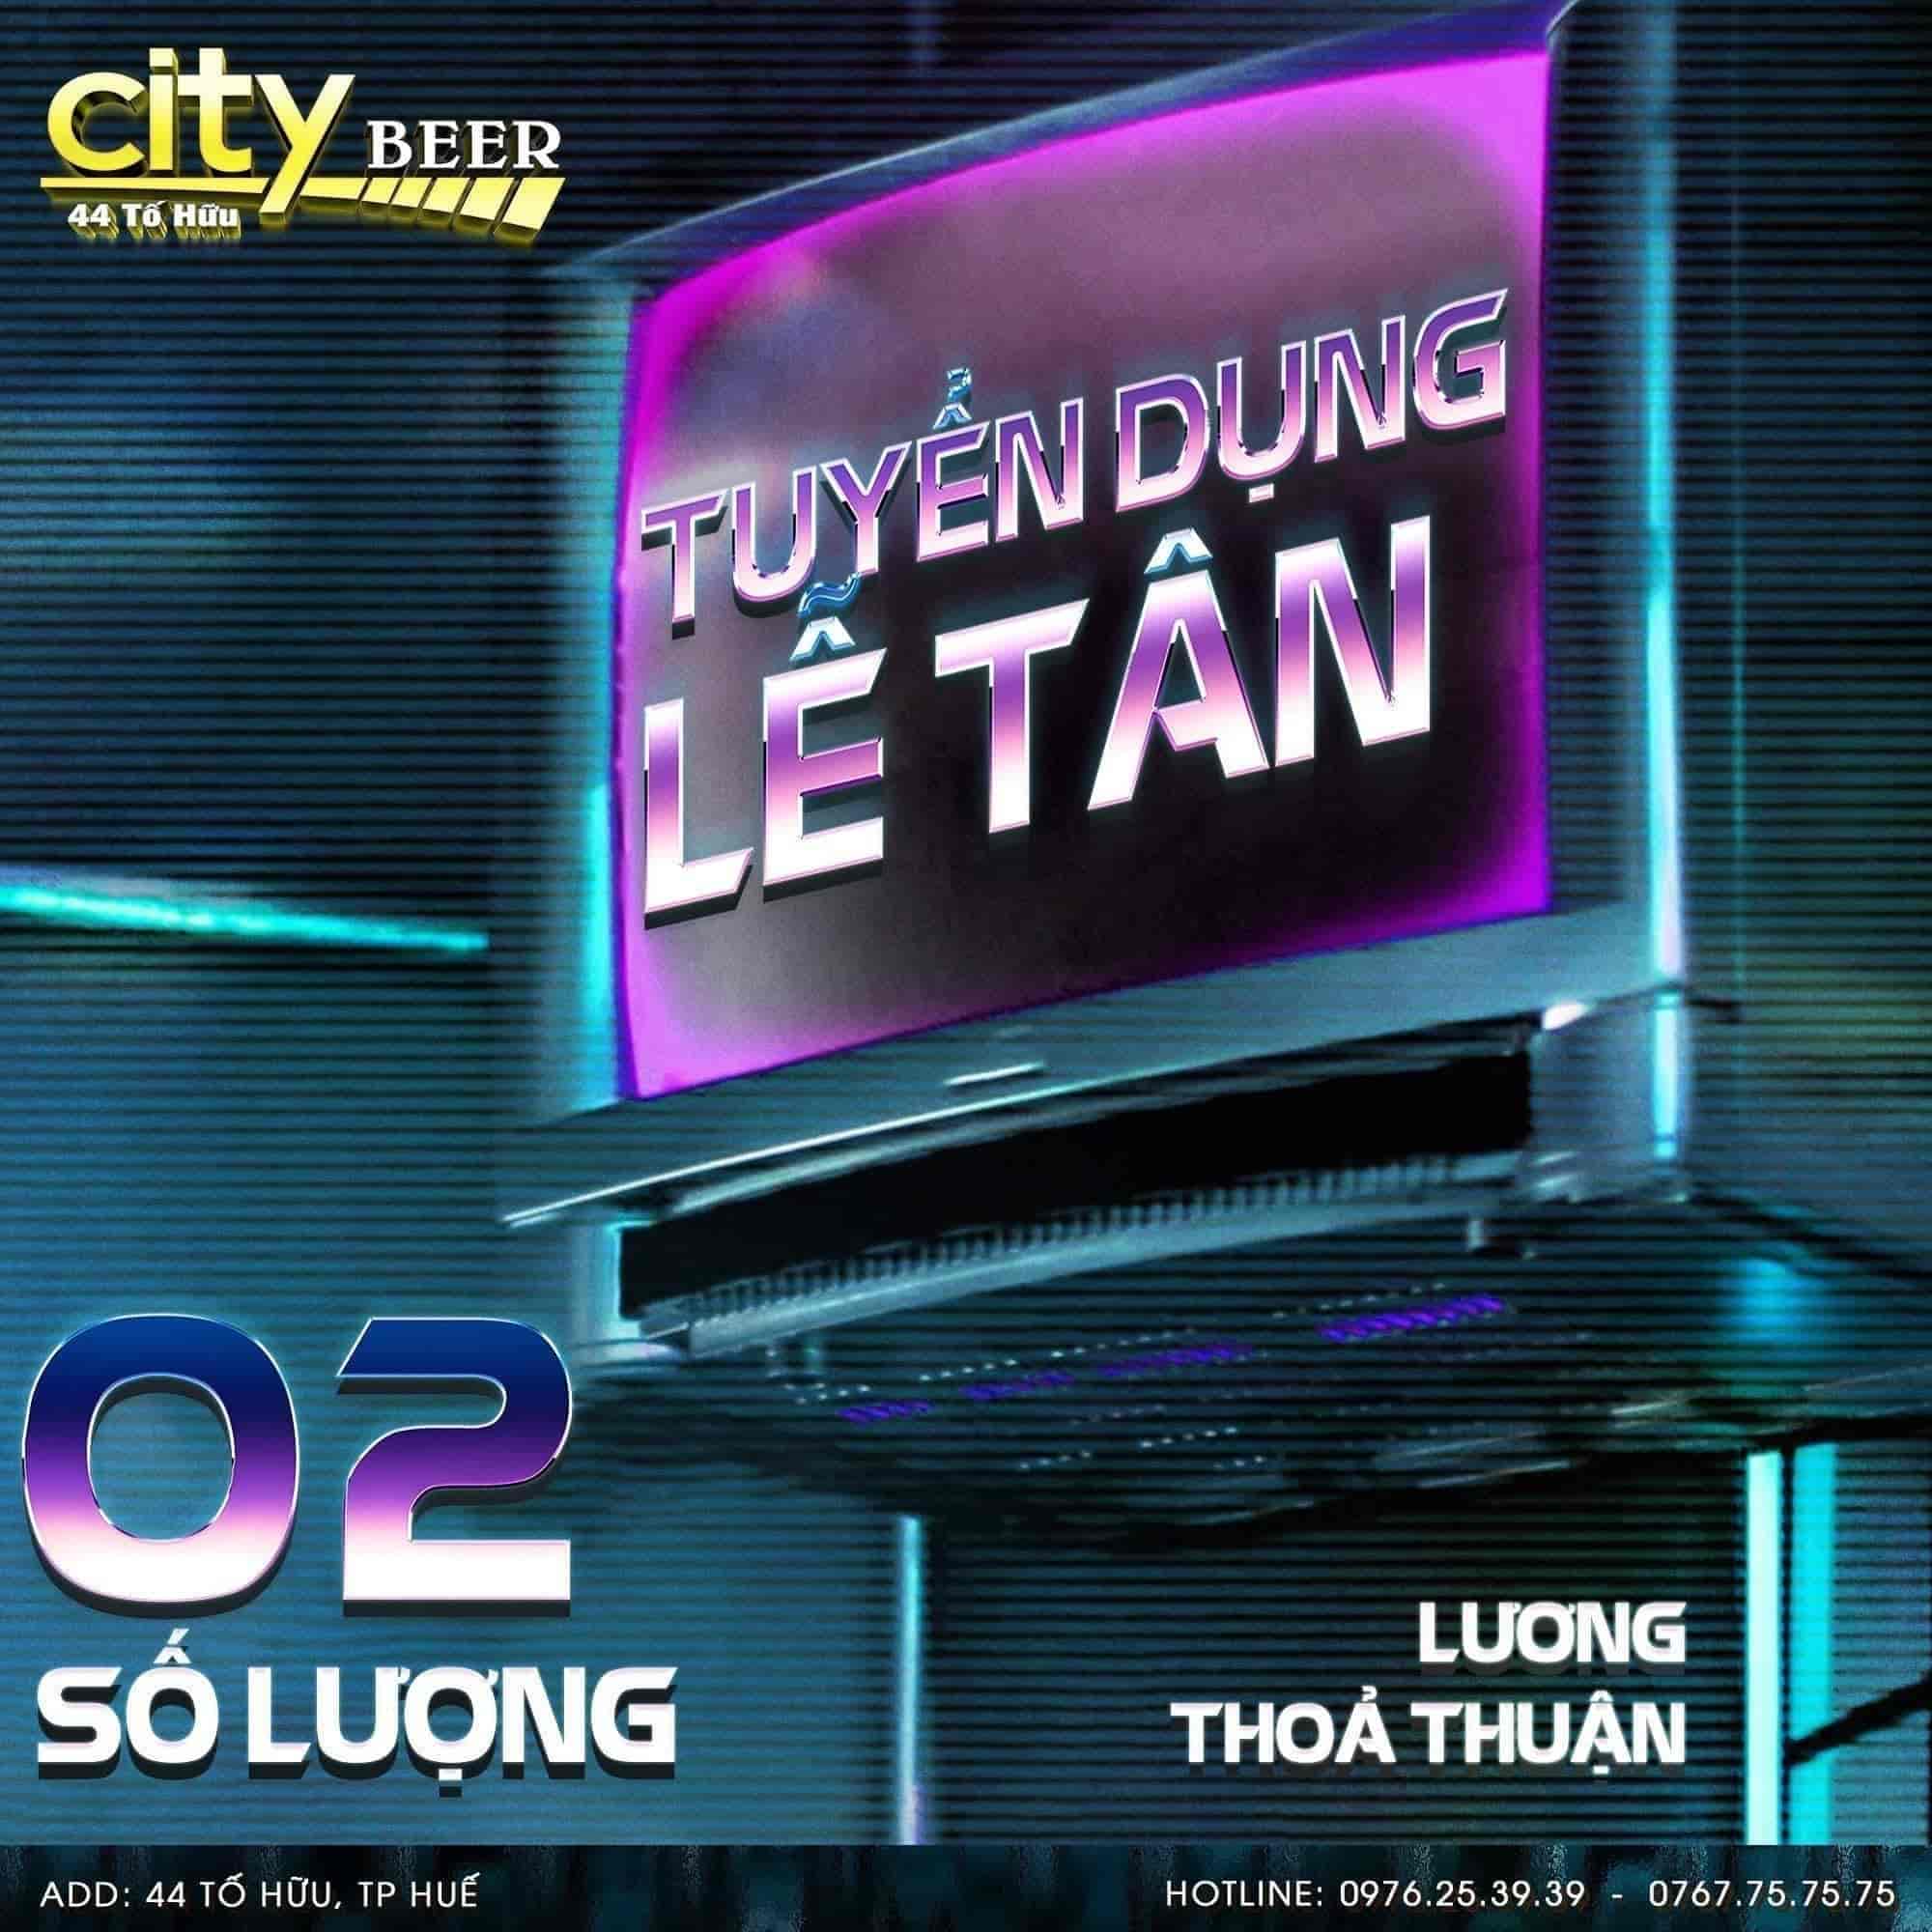 city BEER
44 Tố Hữu
TUYỂN DỤNG
LỄ TÂN
02
SỐ LƯỢNG
LƯƠNG
THOẢ THUẬN
ADD: 44 TỐ HỮU, TP HUẾ
HOTLINE: 0976.25.39.39 - 0767.75.75.75